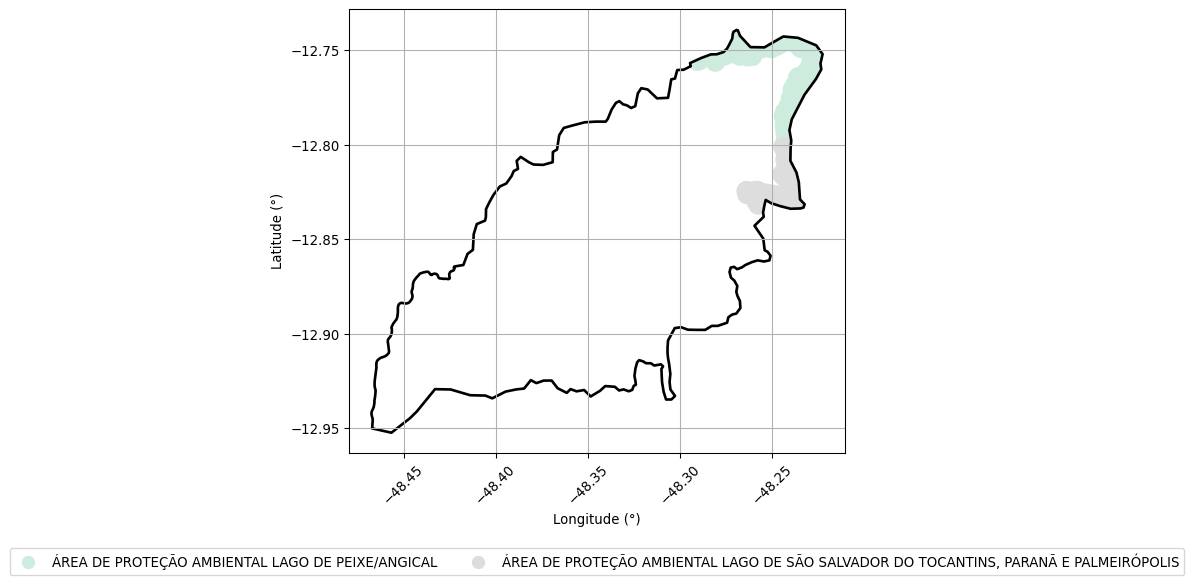 −12.75
−12.80
−12.85
−12.90
−12.95
Latitude (°)
−48.45
−48.40
−48.35
−48.30
−48.25
Longitude (°)
ÁREA DE PROTEÇÃO AMBIENTAL LAGO DE PEIXE/ANGICAL
ÁREA DE PROTEÇÃO AMBIENTAL LAGO DE SÃO SALVADOR DO TOCANTINS, PARANÃ E PALMEIRÓPOLIS